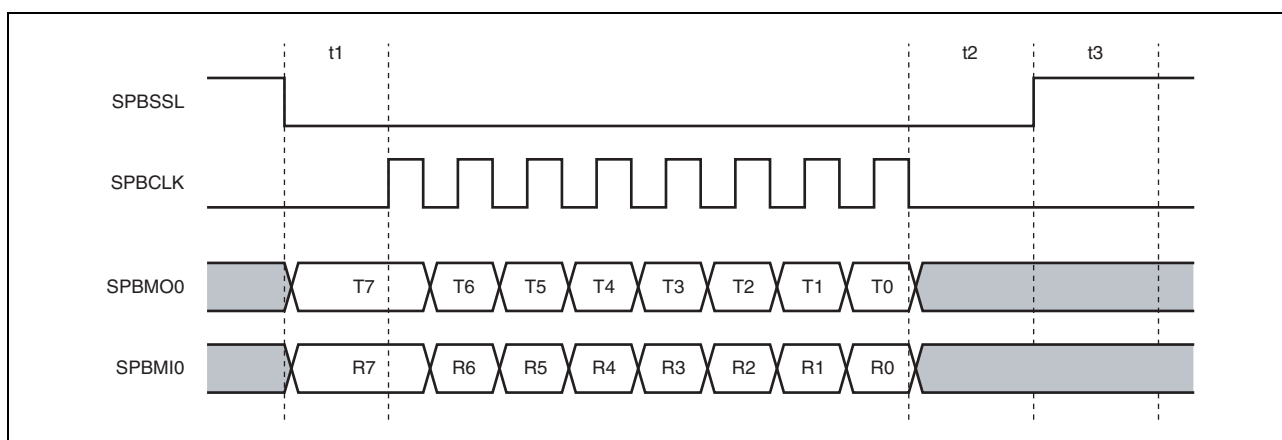 t1 t2 t3
SPBSSL
SPBCLK
SPBMO0 T7 T6 T5 T4 T3 T2 T1 T0
SPBMI0 R7 R6 R5 R4 R3 R2 R1 R0